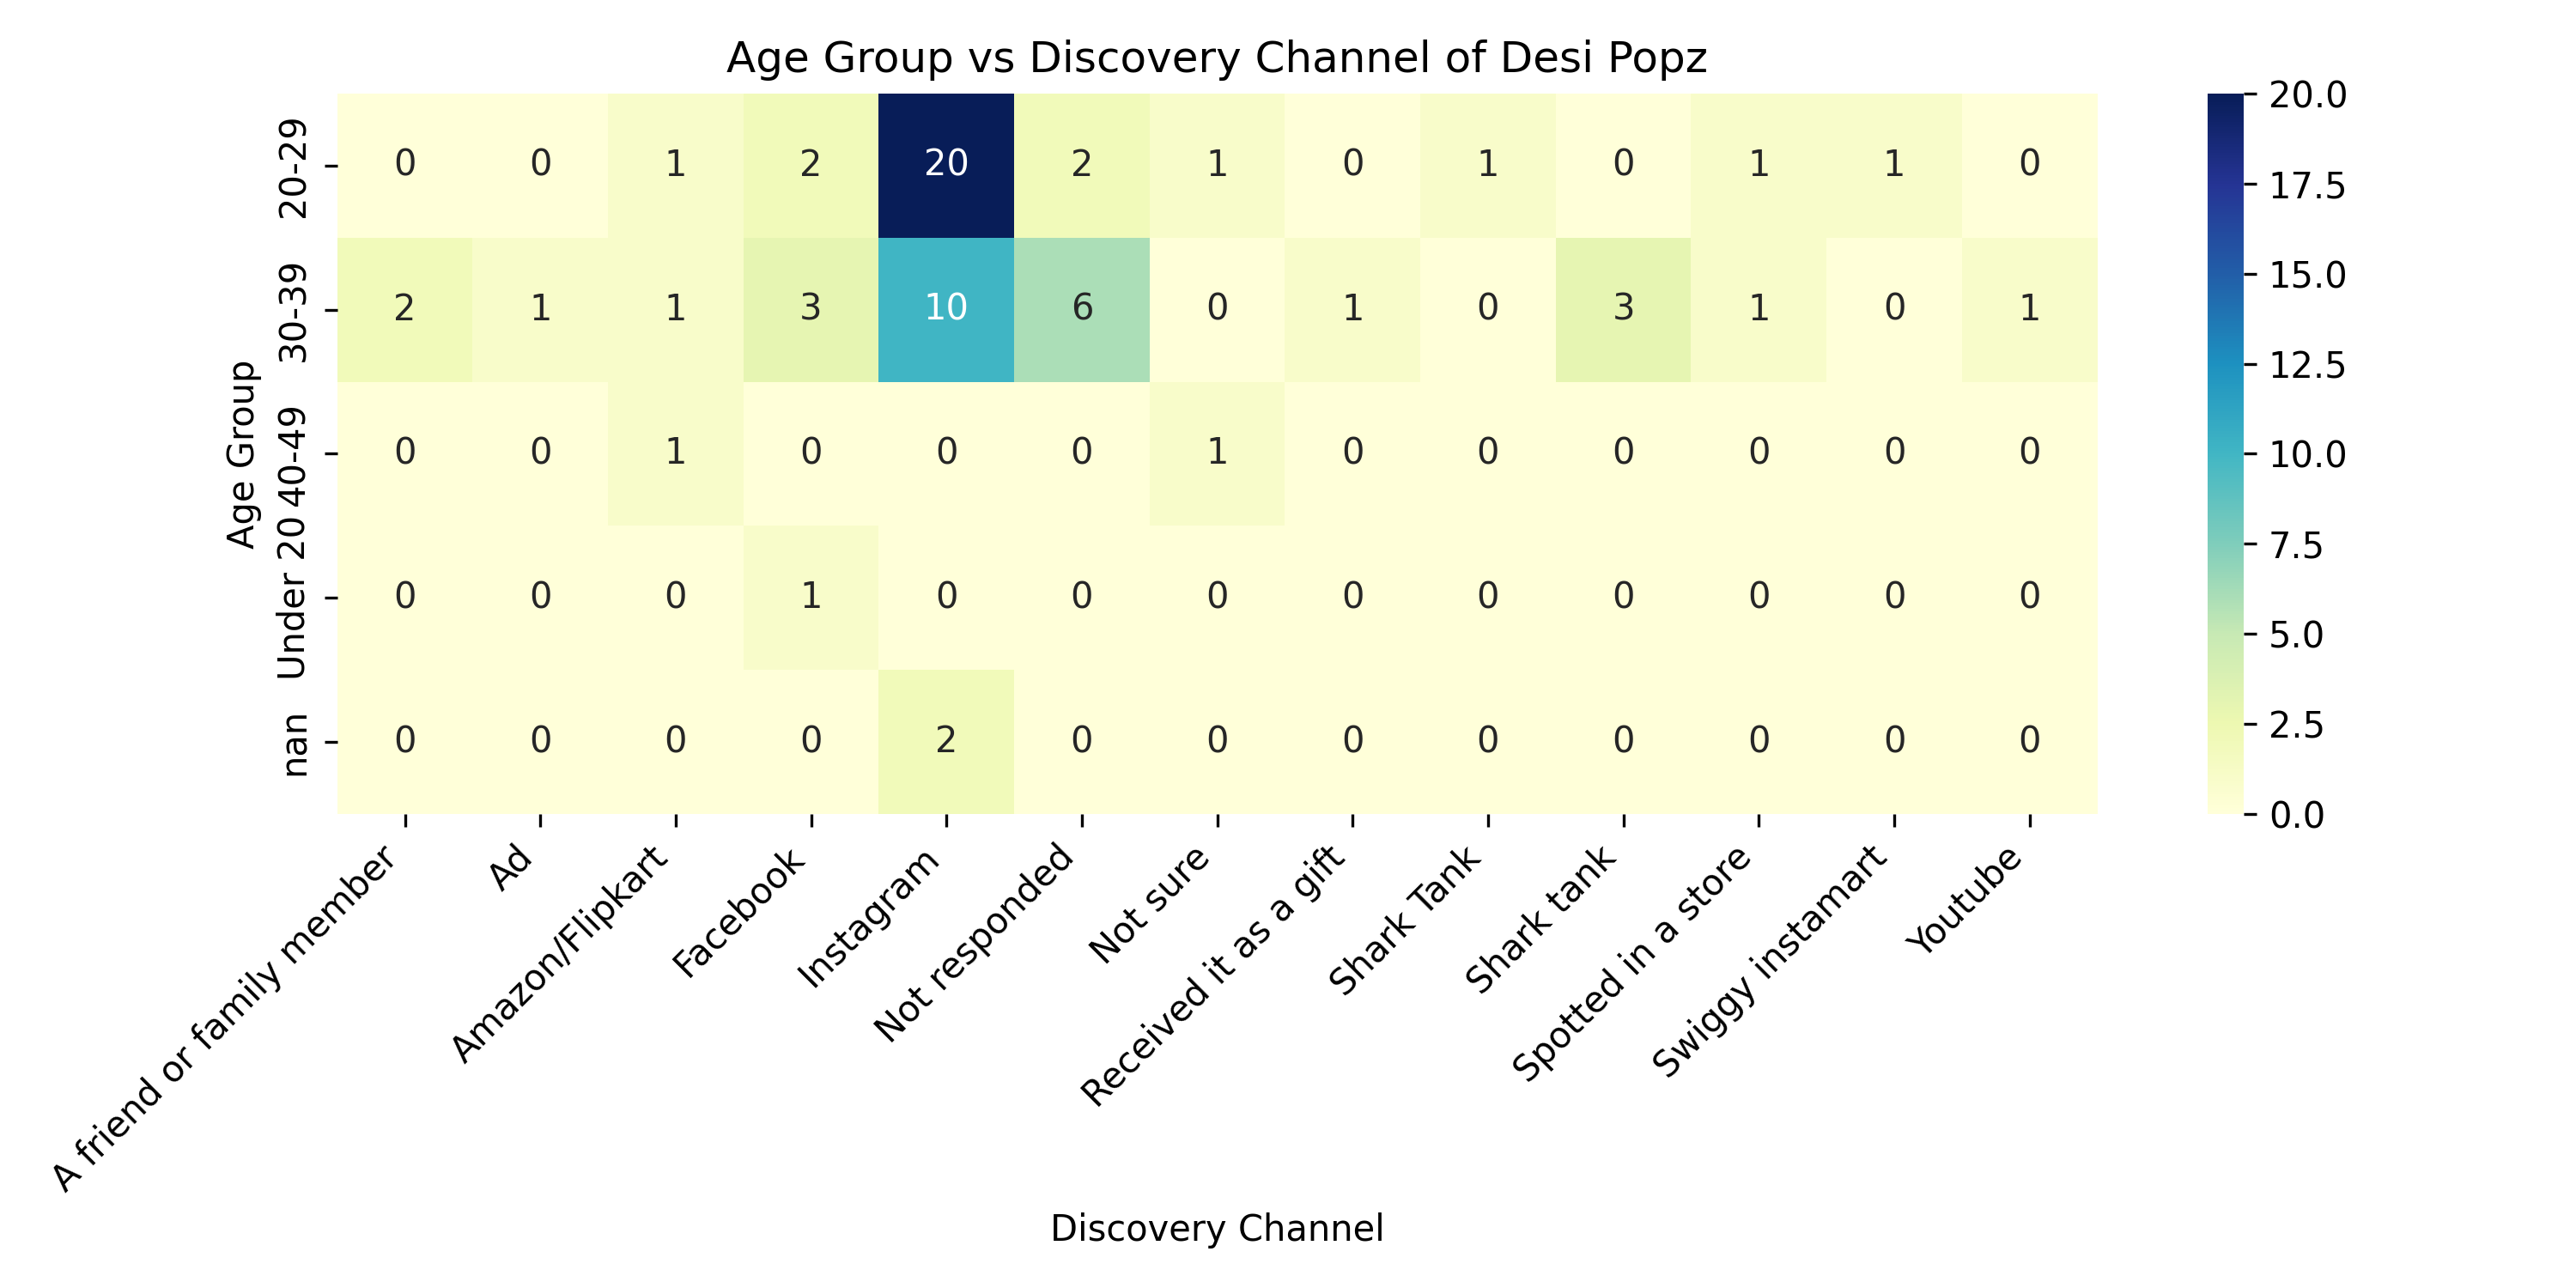 Age Group vs Discovery Channel of Desi Popz
Age Group
20-29
0 0 1 2 20 2 1 0 1 0 1 1 0
30-39
2 1 1 3 10 6 0 1 0 3 1 0 1
40-49
0 0 1 0 0 0 1 0 0 0 0 0 0
Under 20
0 0 0 1 0 0 0 0 0 0 0 0 0
nan
0 0 0 0 2 0 0 0 0 0 0 0 0
A friend or family member
Ad
Amazon/Flipkart
Facebook
Instagram
Not responded
Not sure
Received it as a gift
Shark Tank
Shark tank
Spotted in a store
Swiggy instamart
Youtube
Discovery Channel
20.0
17.5
15.0
12.5
10.0
7.5
5.0
2.5
0.0